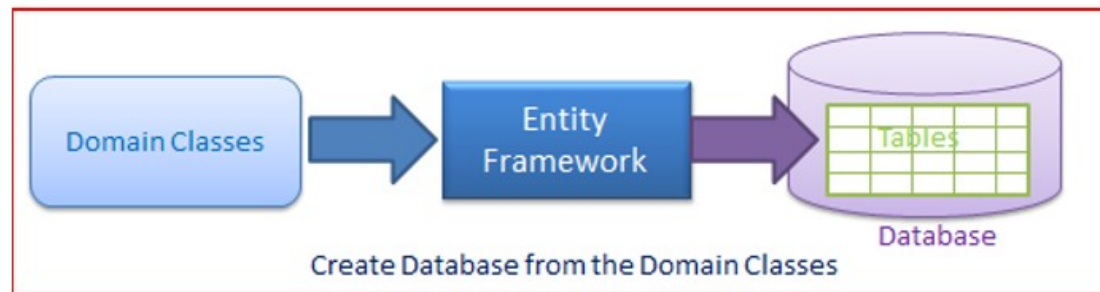 Domain Classes
Entity
Framework
Tables
Database
Create Database from the Domain Classes